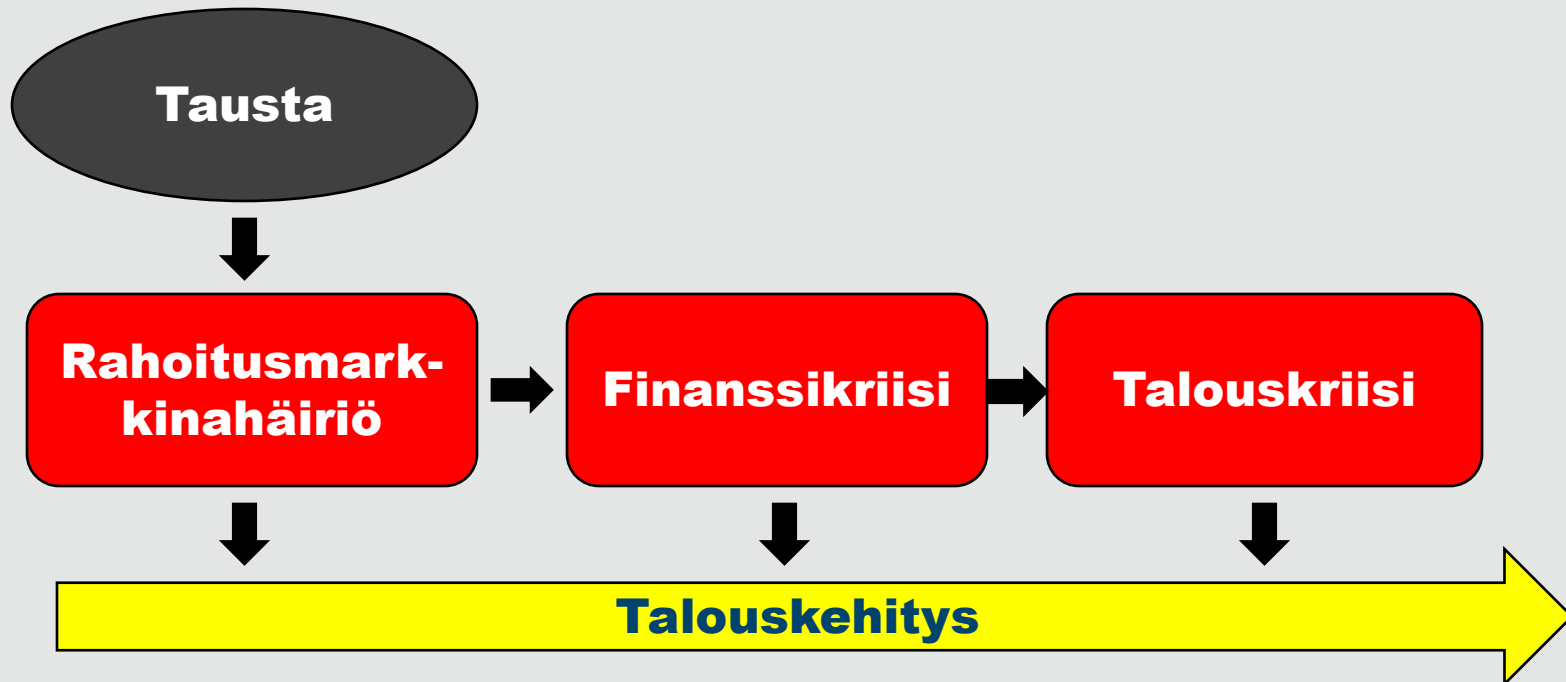 Tausta
Rahoitusmark-
kinahäiriö
Finanssikriisi
Talouskriisi
Talouskehitys